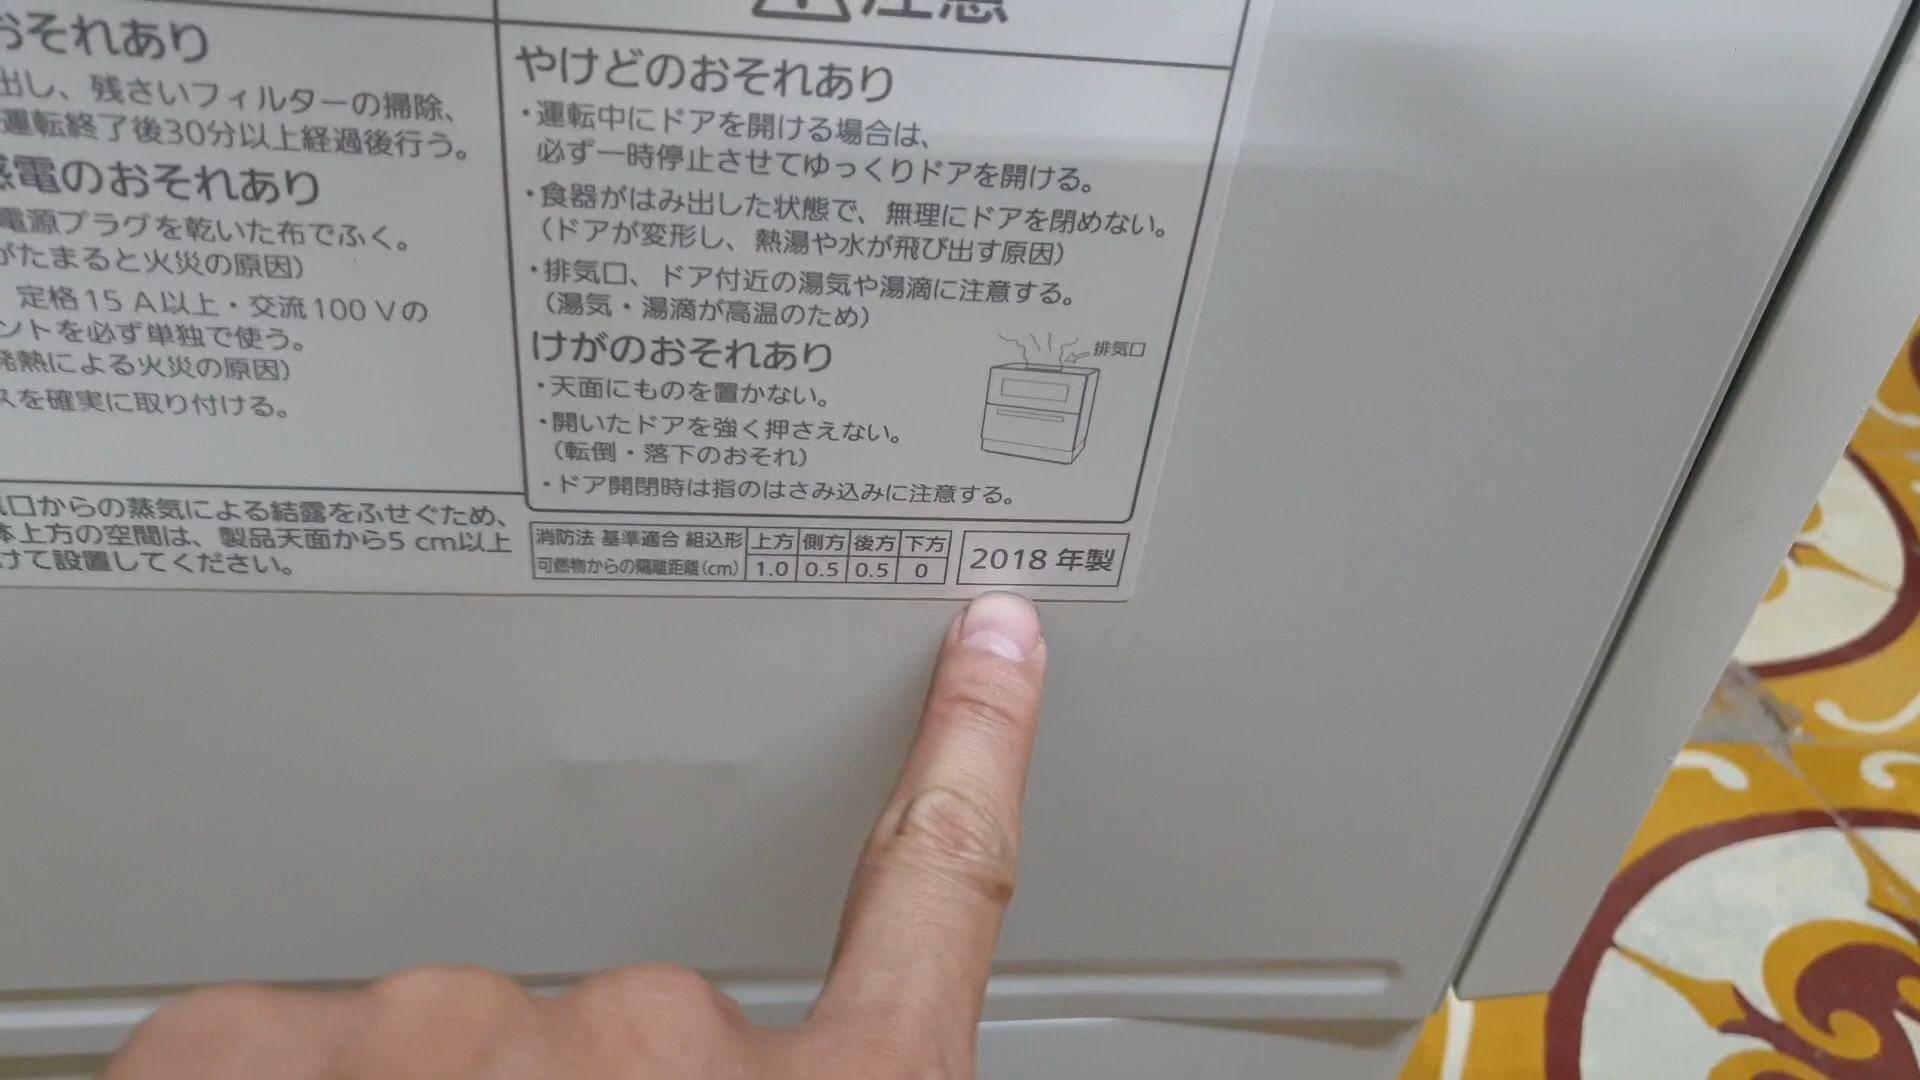 注意
おそれあり
出し、残さいフィルターの掃除、
運転終了後30分以上経過後行う。
感電のおそれあり
電源プラグを乾いた布でふく。
がたまると火災の原因)
定格15A以上・交流100Vの
ントを必ず単独で使う。
発熱による火災の原因)
スを確実に取り付ける。
口からの蒸気による結露をふせぐため、
体上方の空間は、製品天面から5cm以上
けて設置してください。
やけどのおそれあり
・運転中にドアを開ける場合は、
必ず一時停止させてゆっくりドアを開ける。
・食器がはみ出した状態で、無理にドアを閉めない。
(ドアが変形し、熱湯や水が飛び出す原因)
・排気口、ドア付近の湯気や湯滴に注意する。
(湯気・湯滴が高温のため)
けがのおそれあり
・天面にものを置かない。
・開いたドアを強く押さえない。
(転倒・落下のおそれ)
・ドア開閉時は指のはさみ込みに注意する。
排気口
消防法 基準適合 組込形 上方 側方 後方 下方
可燃物からの隔離距離(cm) 1.0 0.5 0.5 0
2018年製